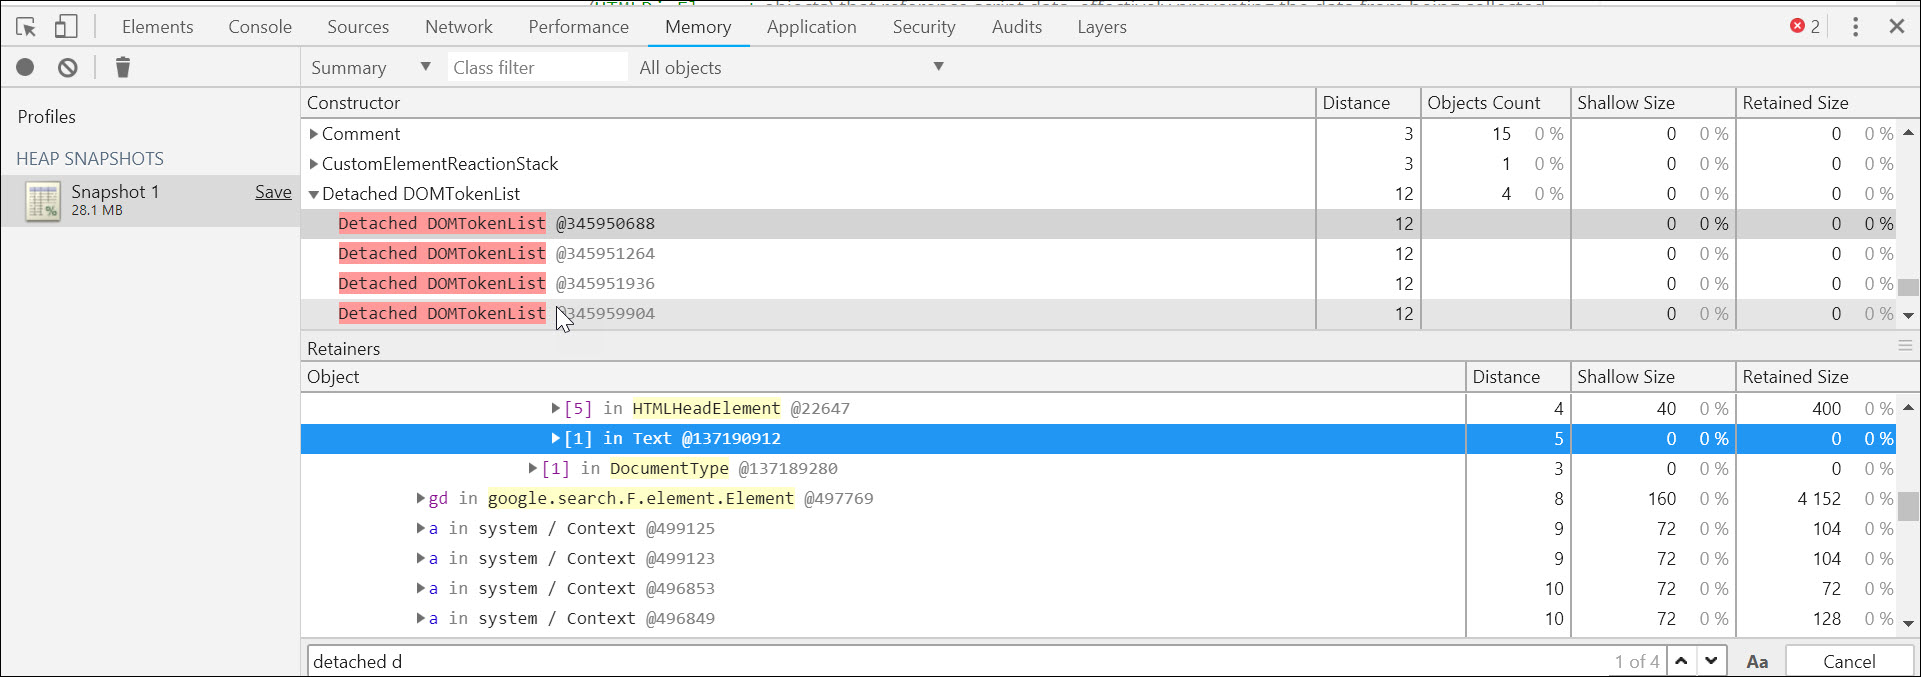 Elements Console Sources Network Performance Memory Application Security Audits Layers 2
Summary Class filter All objects
Profiles
HEAP SNAPSHOTS
Snapshot 1 Save
28.1 MB
Constructor Distance Objects Count Shallow Size Retained Size
Comment 3 15 0 % 0 0 % 0 0 %
CustomElementReactionStack 3 1 0 % 0 0 % 0 0 %
Detached DOMTokenList 12 4 0 % 0 0 % 0 0 %
Detached DOMTokenList @345950688 12 0 0 % 0 0 %
Detached DOMTokenList @345951264 12 0 0 % 0 0 %
Detached DOMTokenList @345951936 12 0 0 % 0 0 %
Detached DOMTokenList @345959904 12 0 0 % 0 0 %
Retainers
Object Distance Shallow Size Retained Size
[5] in HTMLHeadElement @22647 4 40 0 % 400 0 %
[1] in Text @137190912 5 0 0 % 0 0 %
[1] in DocumentType @137189280 3 0 0 % 0 0 %
gd in google.search.F.element.Element @497769 8 160 0 % 4 152 0 %
a in system / Context @499125 9 72 0 % 104 0 %
a in system / Context @499123 9 72 0 % 104 0 %
a in system / Context @496853 10 72 0 % 72 0 %
a in system / Context @496849 10 72 0 % 128 0 %
detached d 1 of 4 Aa Cancel